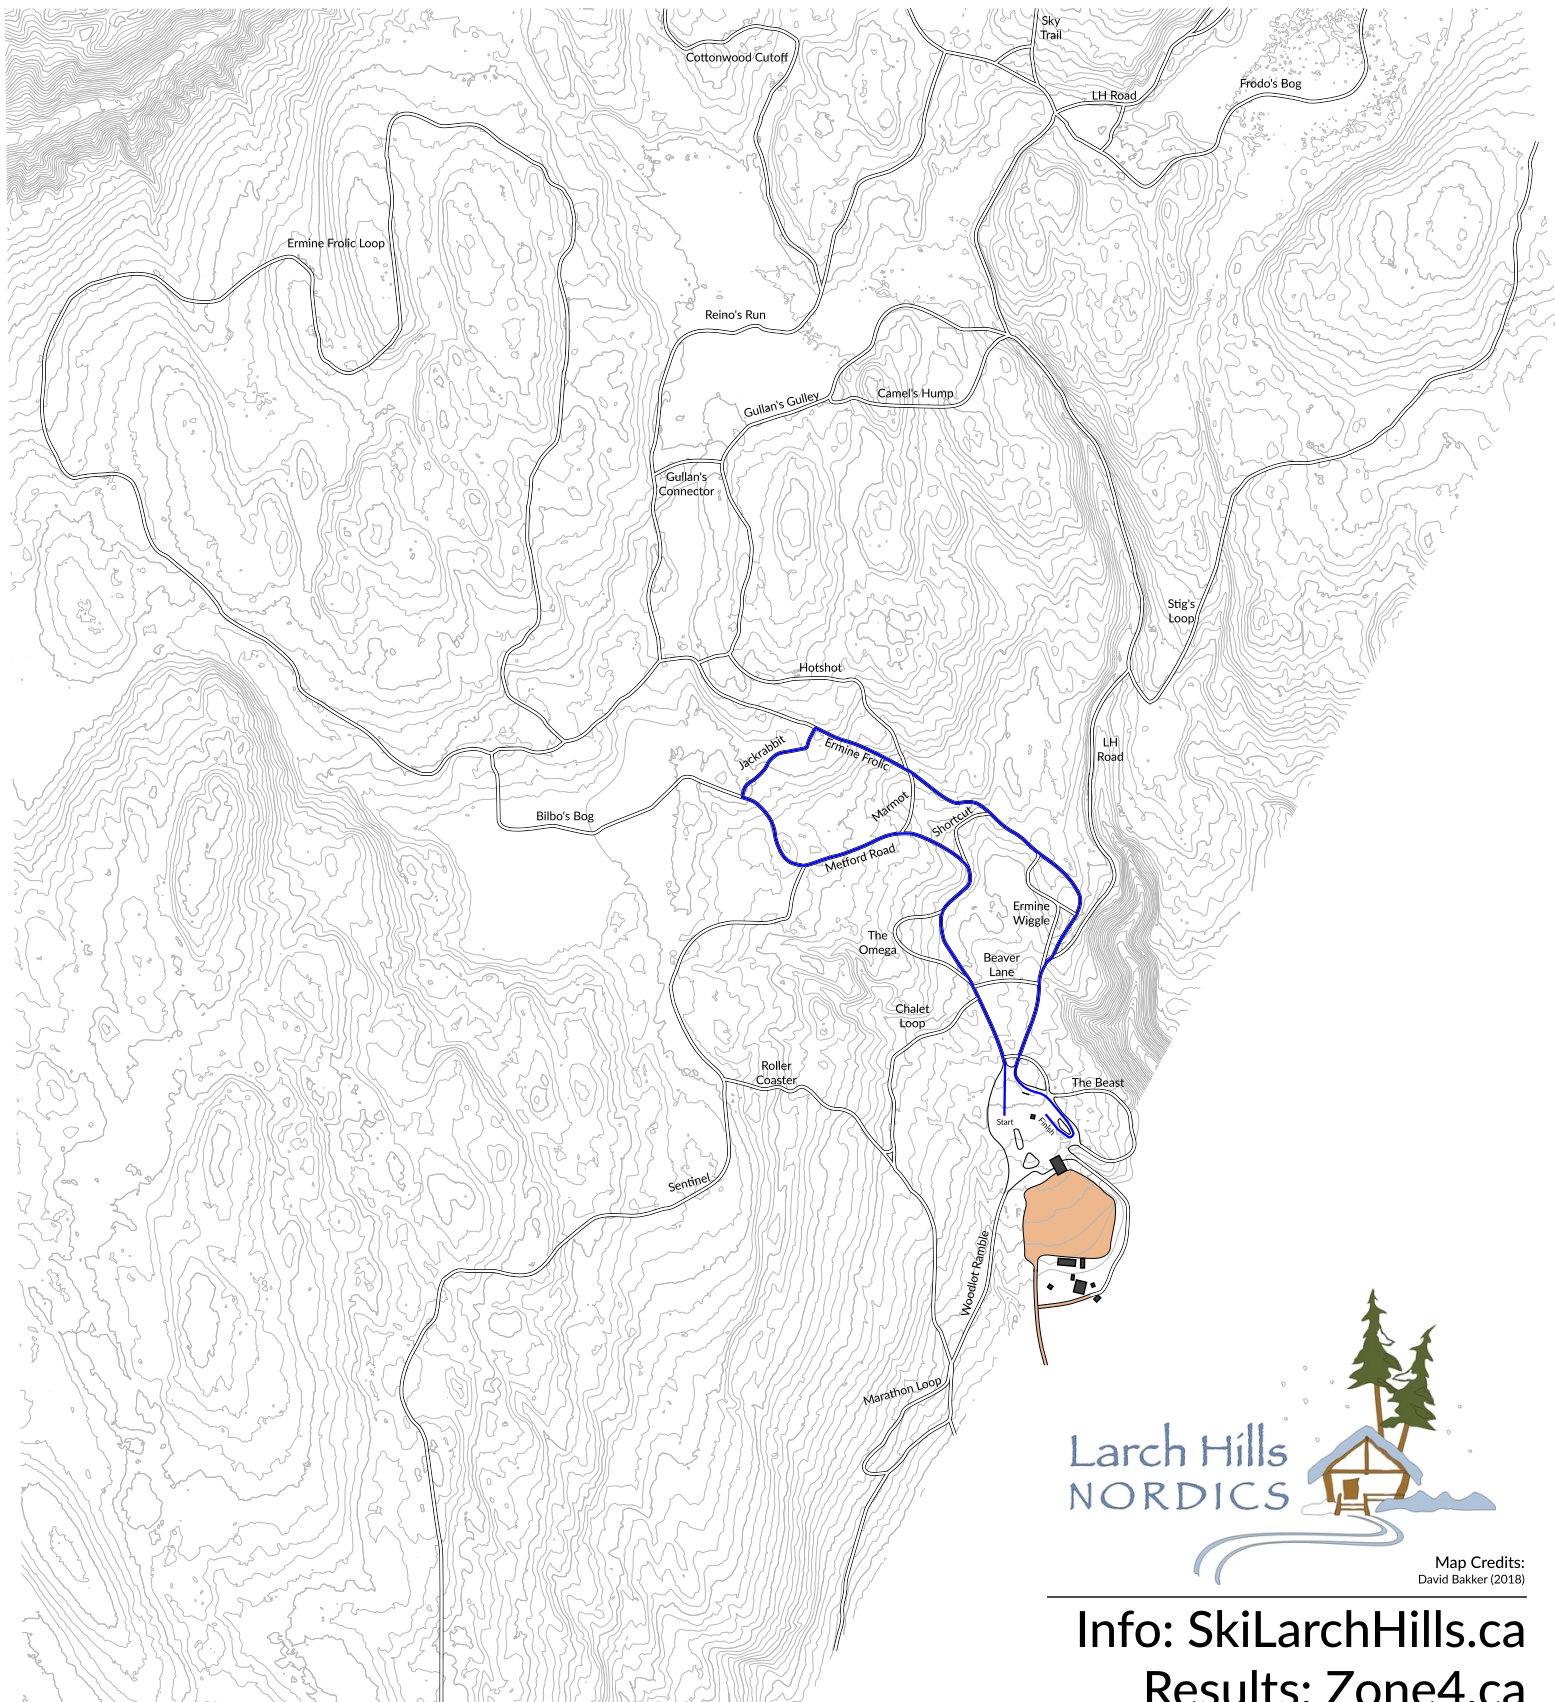 Sky
Trail
Cottonwood Cutoff
Frodo's Bog
LH Road
Ermine Frolic Loop
Reino's Run
Camel's Hump
Gullan's Gulley
Gullan's
Connector
Stig's
Loop
Hotshot
LH
Road
Jackrabbit
Ermine Frolic
Marmot
Shortcut
Bilbo's Bog
Metford Road
Ermine
Wiggle
The
Omega
Beaver
Lane
Chalet
Loop
Roller
Coaster
The Beast
Start
Finish
Sentinel
Woodlot Ramble
Marathon Loop
Larch Hills
NORDICS
Map Credits:
David Bakker (2018)
Info: SkiLarchHills.ca
Results: Zone4.ca